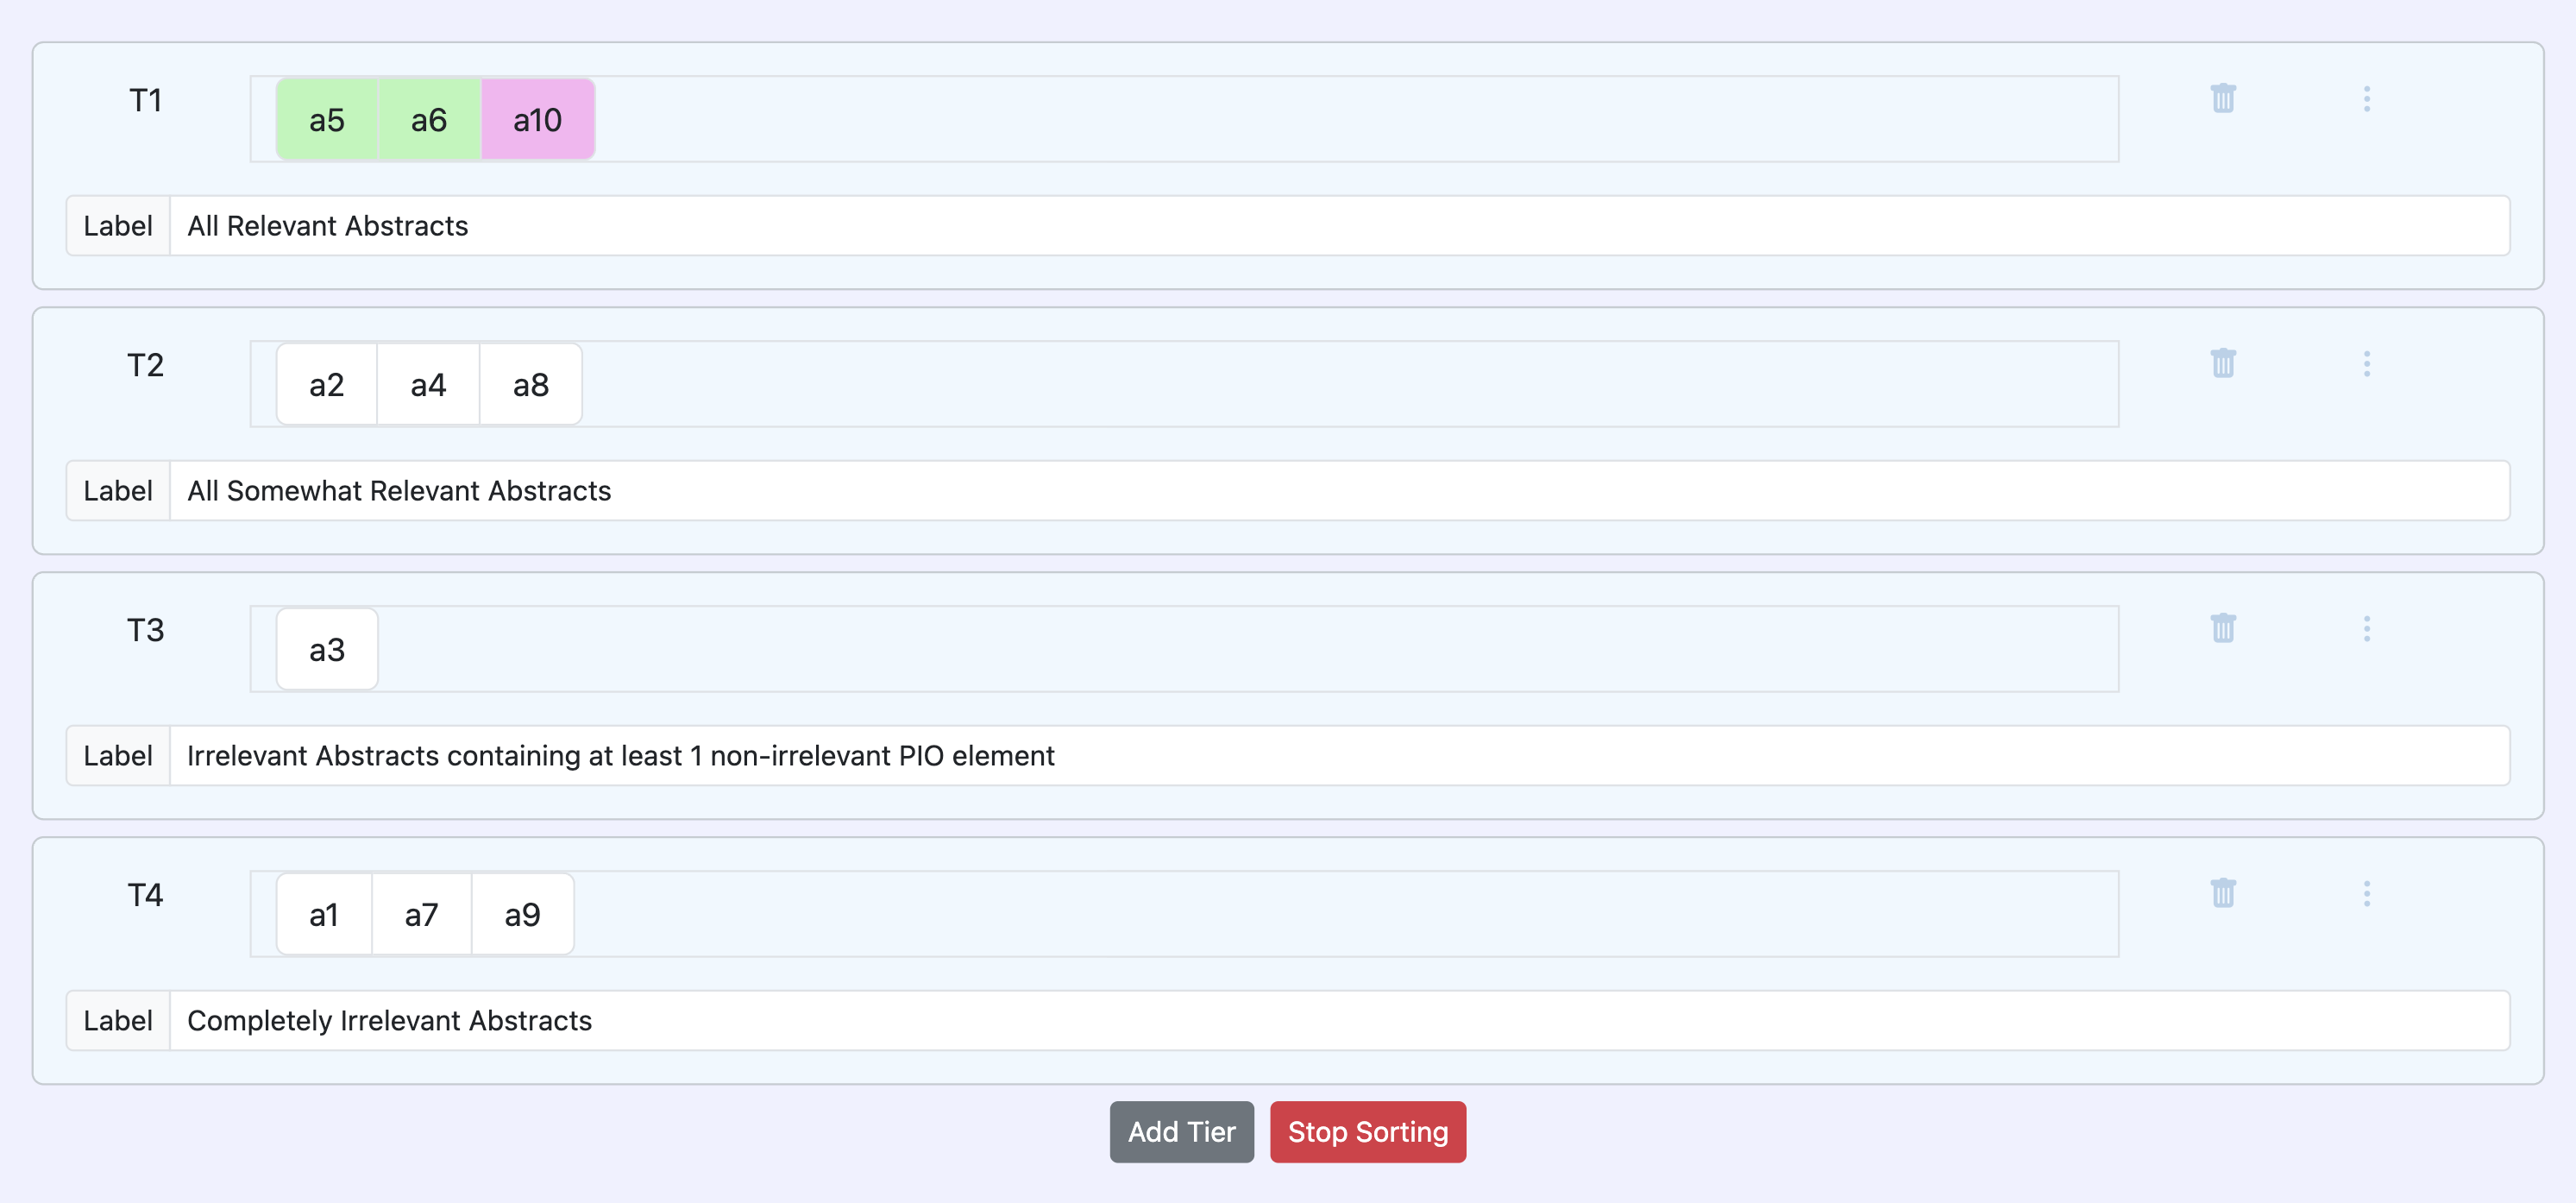 T1 a5 a6 a10
Label All Relevant Abstracts
T2 a2 a4 a8
Label All Somewhat Relevant Abstracts
T3 a3
Label Irrelevant Abstracts containing at least 1 non-irrelevant PIO element
T4 a1 a7 a9
Label Completely Irrelevant Abstracts
Add Tier Stop Sorting